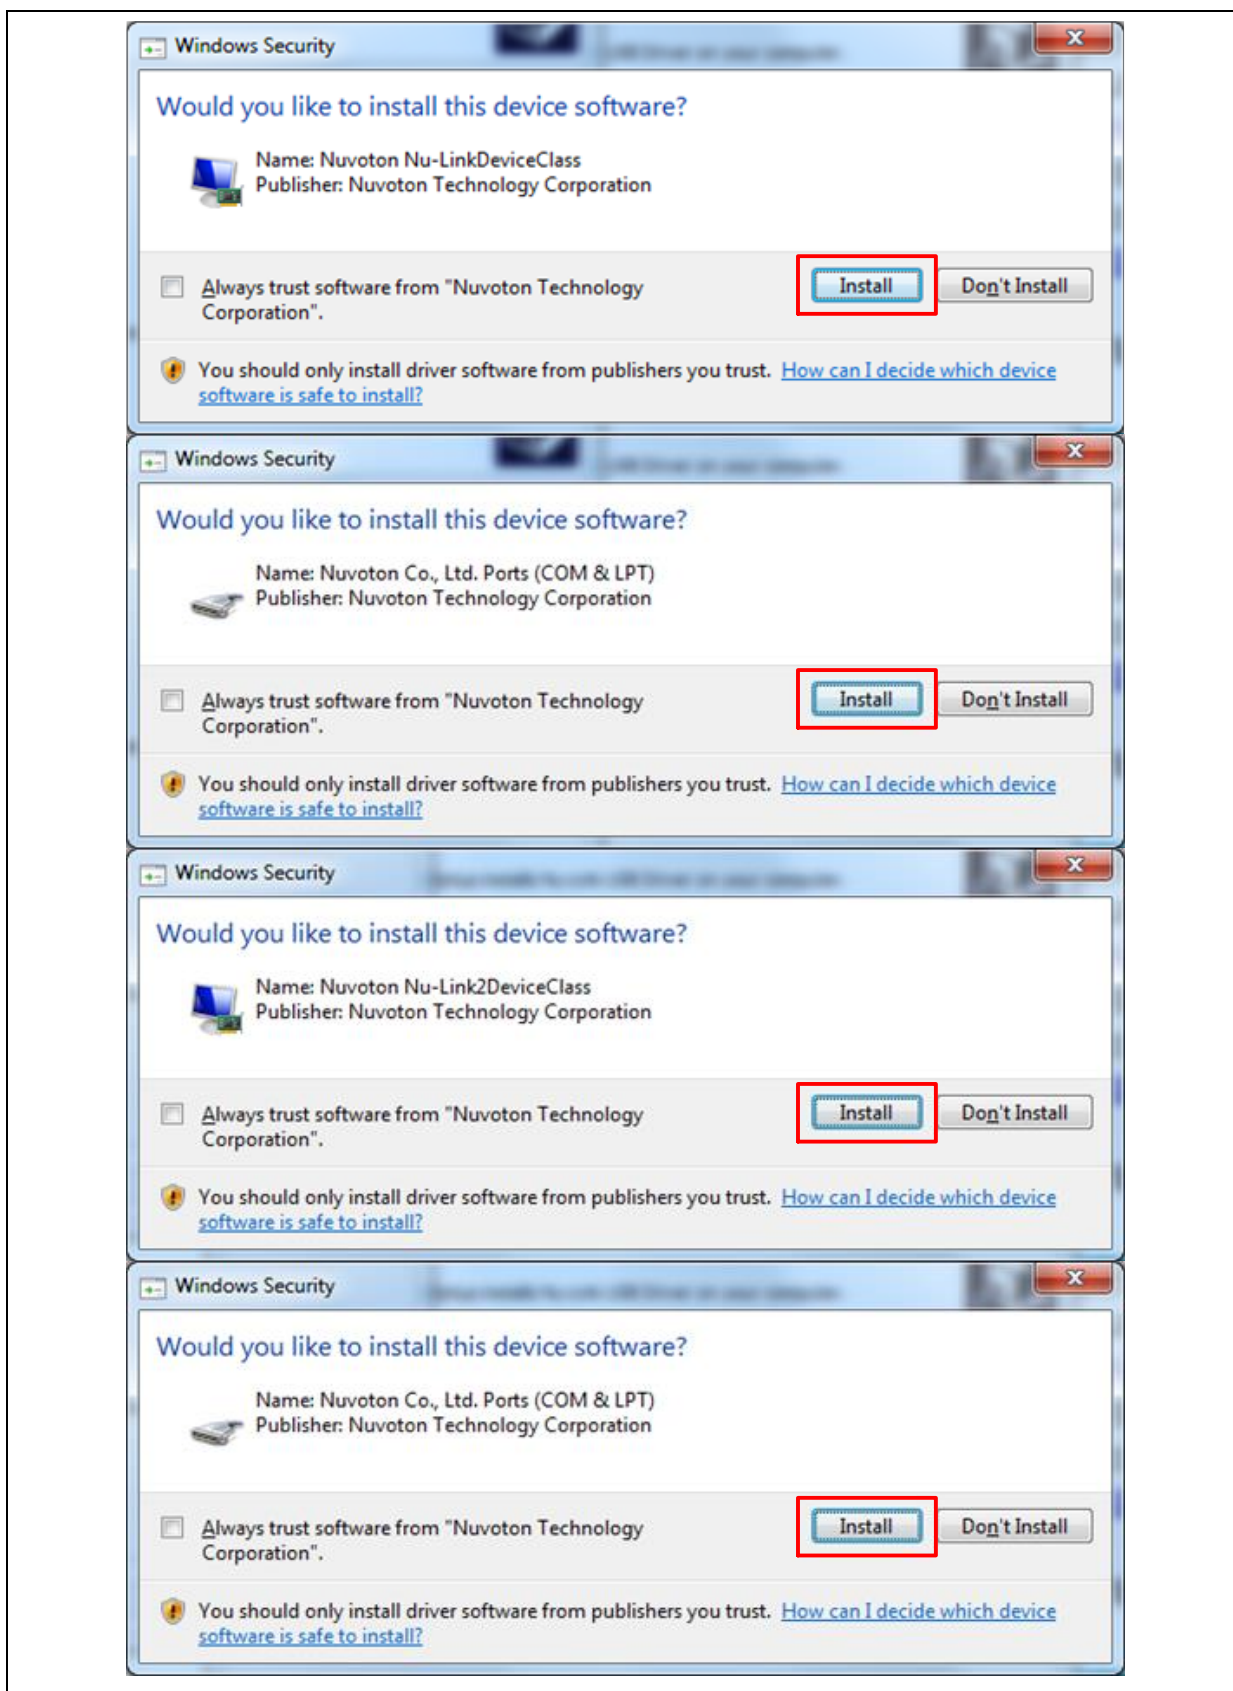 Windows Security
Would you like to install this device software?
Name: Nuvoton Nu-LinkDeviceClass
Publisher: Nuvoton Technology Corporation
Always trust software from "Nuvoton Technology
Corporation".
Install
Don't Install
You should only install driver software from publishers you trust. How can I decide which device
software is safe to install?
Windows Security
Would you like to install this device software?
Name: Nuvoton Co., Ltd. Ports (COM & LPT)
Publisher: Nuvoton Technology Corporation
Always trust software from "Nuvoton Technology
Corporation".
Install
Don't Install
You should only install driver software from publishers you trust. How can I decide which device
software is safe to install?
Windows Security
Would you like to install this device software?
Name: Nuvoton Nu-Link2DeviceClass
Publisher: Nuvoton Technology Corporation
Always trust software from "Nuvoton Technology
Corporation".
Install
Don't Install
You should only install driver software from publishers you trust. How can I decide which device
software is safe to install?
Windows Security
Would you like to install this device software?
Name: Nuvoton Co., Ltd. Ports (COM & LPT)
Publisher: Nuvoton Technology Corporation
Always trust software from "Nuvoton Technology
Corporation".
Install
Don't Install
You should only install driver software from publishers you trust. How can I decide which device
software is safe to install?